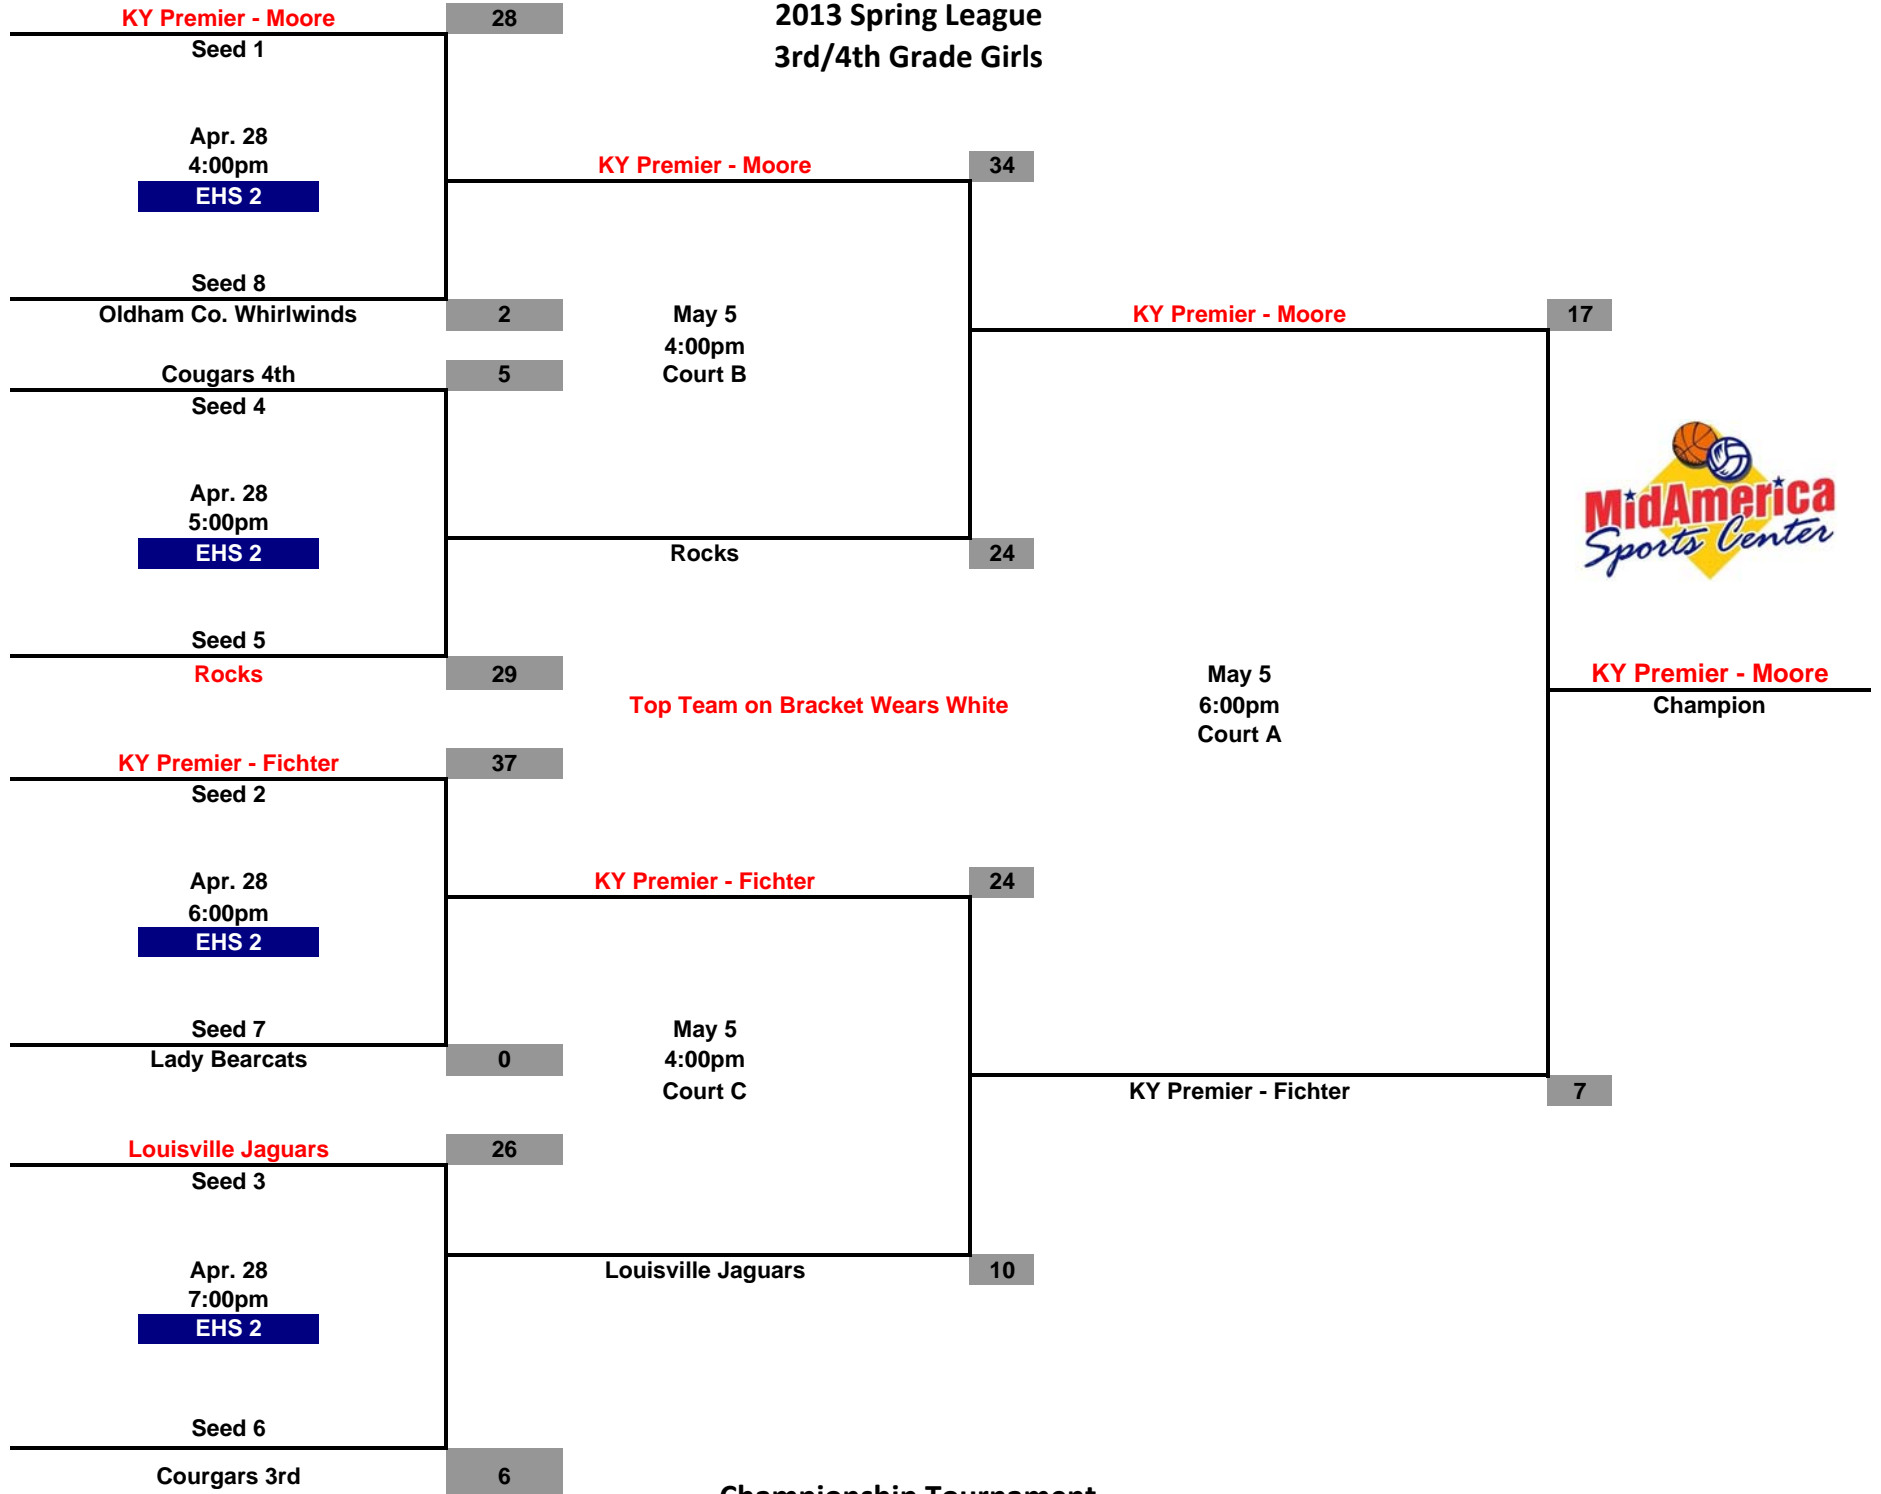 2013 Spring League
3rd/4th Grade Girls
KY Premier - Moore 28
Seed 1
Apr. 28
4:00pm
EHS 2
Seed 8
Oldham Co. Whirlwinds 2
Cougars 4th 5
Seed 4
Apr. 28
5:00pm
EHS 2
Seed 5
Rocks 29
KY Premier - Fichter 37
Seed 2
Apr. 28
6:00pm
EHS 2
Seed 7
Lady Bearcats 0
Louisville Jaguars 26
Seed 3
Apr. 28
7:00pm
EHS 2
Seed 6
Courgars 3rd 6
KY Premier - Moore 34
May 5
4:00pm
Court B
Rocks 24
Top Team on Bracket Wears White
KY Premier - Fichter 24
May 5
4:00pm
Court C
Louisville Jaguars 10
KY Premier - Moore 17
May 5
6:00pm
Court A
KY Premier - Fichter 7
MidAmerica
Sports Center
KY Premier - Moore
Champion
Championship Tournament